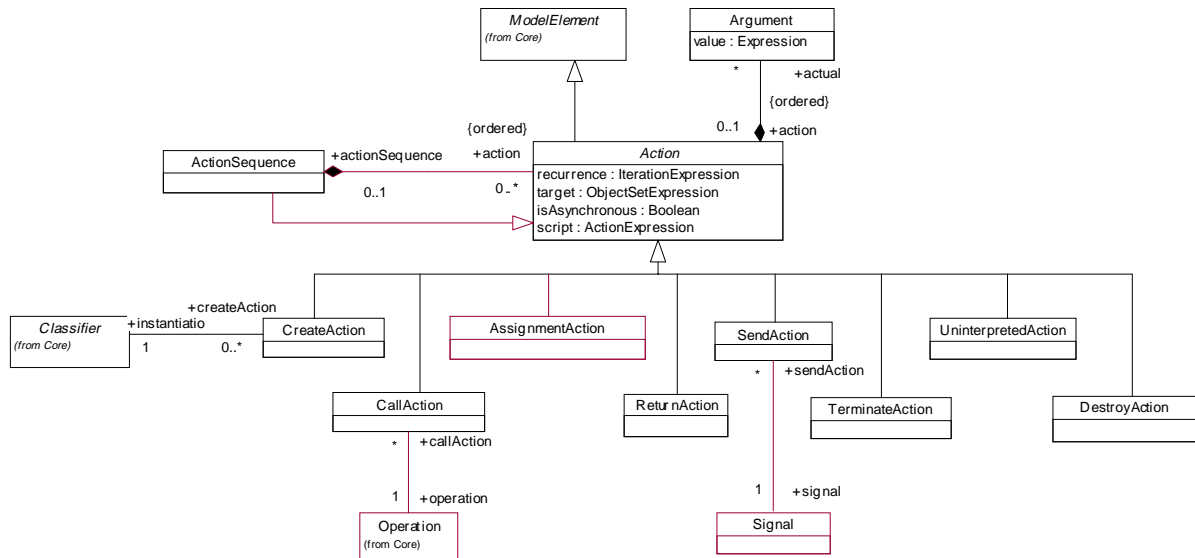 ModelElement
(from Core)
Argument
value : Expression
*
+actual
{ordered}
0..1
+action
{ordered}
+actionSequence
+action
ActionSequence
0..1
0..*
Action
recurrence : IterationExpression
target : ObjectSetExpression
isAsynchronous : Boolean
script : ActionExpression
Classifier
(from Core)
+instantiatio
1
+createAction
0..*
CreateAction
AssignmentAction
SendAction
*
+sendAction
UninterpretedAction
CallAction
*
+callAction
ReturnAction
TerminateAction
DestroyAction
1
+operation
Operation
(from Core)
1
+signal
Signal